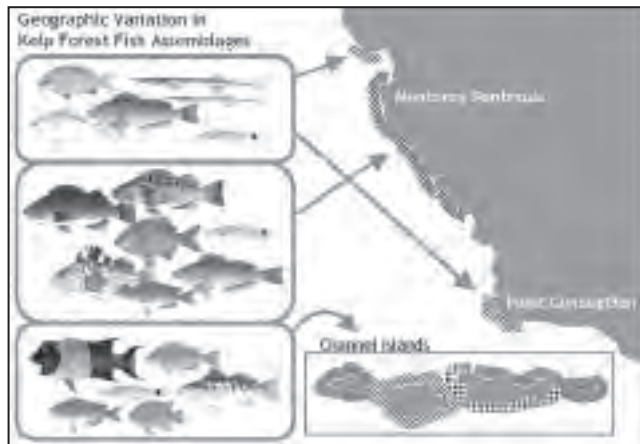 Geographic Variation in
Kelp Forest Fish Assemblages
Monterey Peninsula
Point Conception
Channel Islands